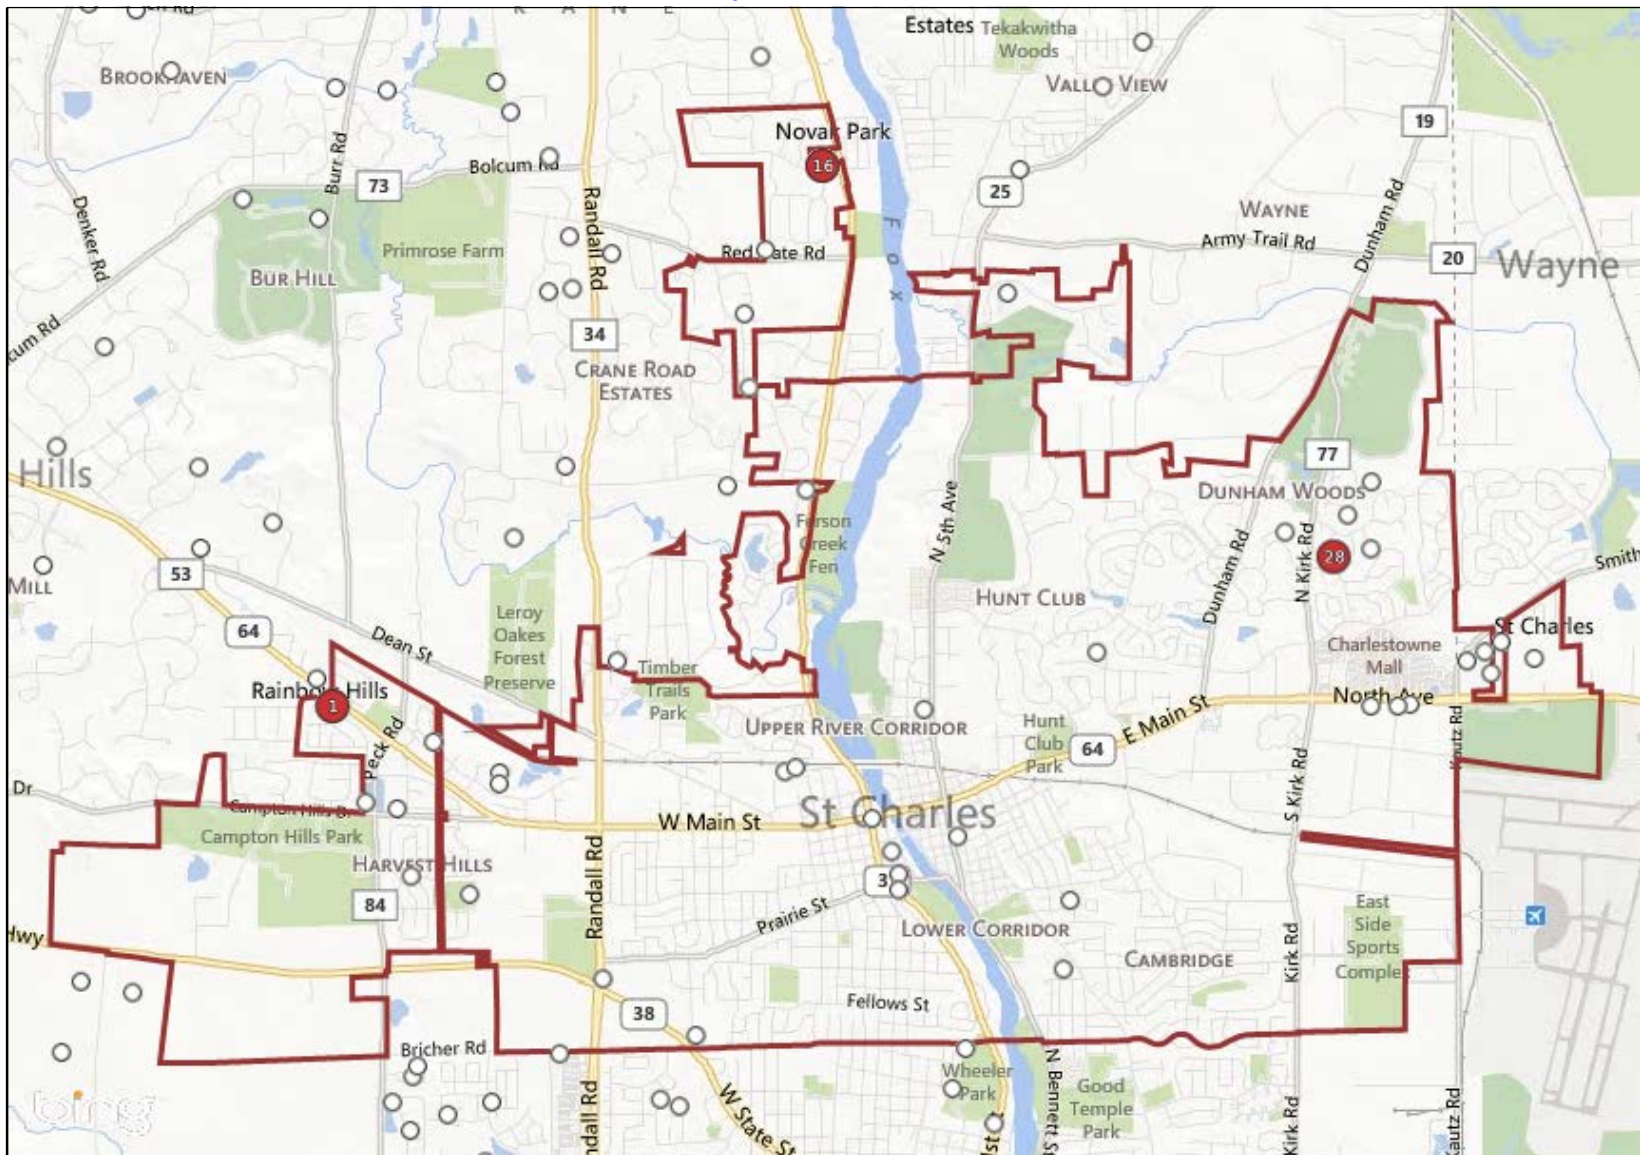 K A N E
Estates
Tekakwitha
Woods
BROOKHAVEN
VALLEY VIEW
19
Novak Park
16
Burr Rd
Bolcum Rd
73
25
Denker Rd
Randall Rd
Fox
WAYNE
Army Trail Rd
Dunham Rd
20
Wayne
Primrose Farm
Red Gate Rd
BUR HILL
34
CRANE ROAD
ESTATES
Hills
77
DUNHAM WOODS
N 5th Ave
Ferson
Creek
Fen
28
Dunham Rd
N Kirk Rd
Smith
53
MILL
HUNT CLUB
64
Dean St
Leroy
Oakes
Forest
Preserve
St Charles
Charlestowne
Mall
Timber
Trails
Park
Rainbow Hills
1
North Ave
Peck Rd
UPPER RIVER CORRIDOR
Hunt
Club
Park
E Main St
64
Kautz Rd
Dr
Campton Hills D
S Kirk Rd
W Main St
St Charles
Campton Hills Park
Randall Rd
HARVEST HILLS
3
84
Prairie St
LOWER CORRIDOR
East
Side
Sports
Complex
Hwy
Kirk Rd
CAMBRIDGE
Fellows St
38
Bricher Rd
Wheeler
Park
N Bennett St
Good
Temple
Park
bing
ndall Rd
W State St
Kirk Rd
Kautz Rd